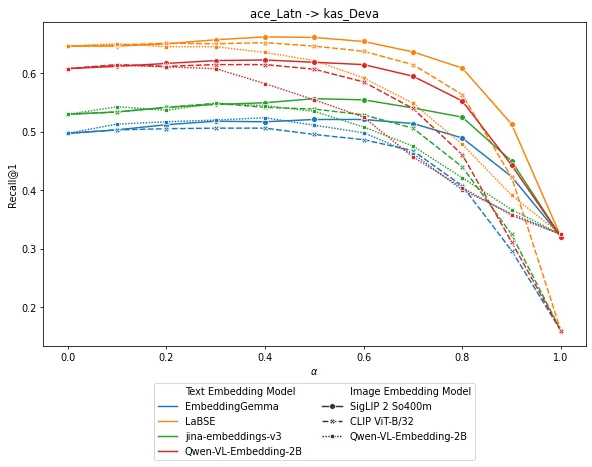 ace_Latn -> kas_Deva
Recall@1
0.6
0.5
0.4
0.3
0.2
0.0 0.2 0.4 0.6 0.8 1.0
α
Text Embedding Model Image Embedding Model
EmbeddingGemma SigLIP 2 So400m
LaBSE CLIP ViT-B/32
jina-embeddings-v3 Qwen-VL-Embedding-2B
Qwen-VL-Embedding-2B